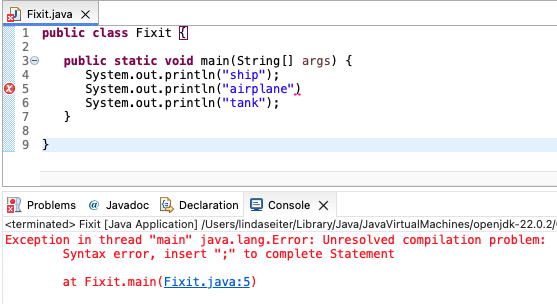 Fixit.java
1 public class Fixit {
2
3 public static void main(String[] args) {
4 System.out.println("ship");
5 System.out.println("airplane")
6 System.out.println("tank");
7 }
8
9 }
Problems @ Javadoc Declaration Console
<terminated> Fixit [Java Application] /Users/lindaseiter/Library/Java/JavaVirtualMachines/openjdk-22.0.2/
Exception in thread "main" java.lang.Error: Unresolved compilation problem:
Syntax error, insert ";" to complete Statement
at Fixit.main(Fixit.java:5)